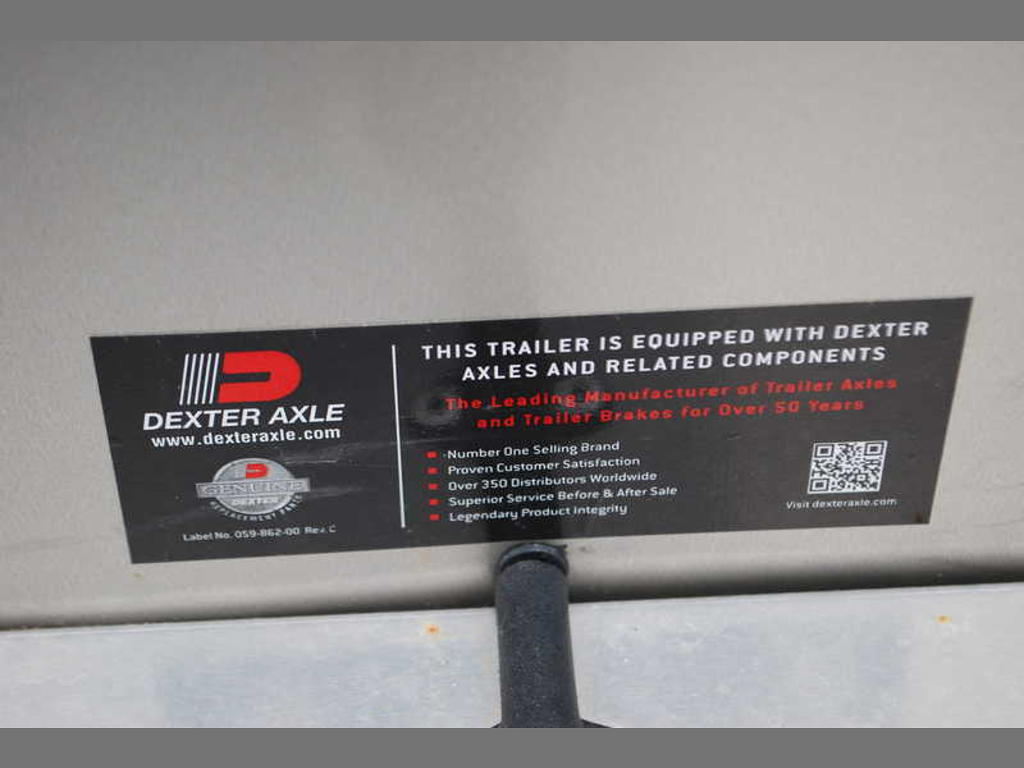 DEXTER AXLE
www.dexteraxle.com
GENUINE
DEXTER
REPLACEMENT PARTS
Label No. 059-862-00 Rev. C
THIS TRAILER IS EQUIPPED WITH DEXTER
AXLES AND RELATED COMPONENTS
The Leading Manufacturer of Trailer Axles
and Trailer Brakes for Over 50 Years
Number One Selling Brand
Proven Customer Satisfaction
Over 350 Distributors Worldwide
Superior Service Before & After Sale
Legendary Product Integrity
Visit dexteraxle.com